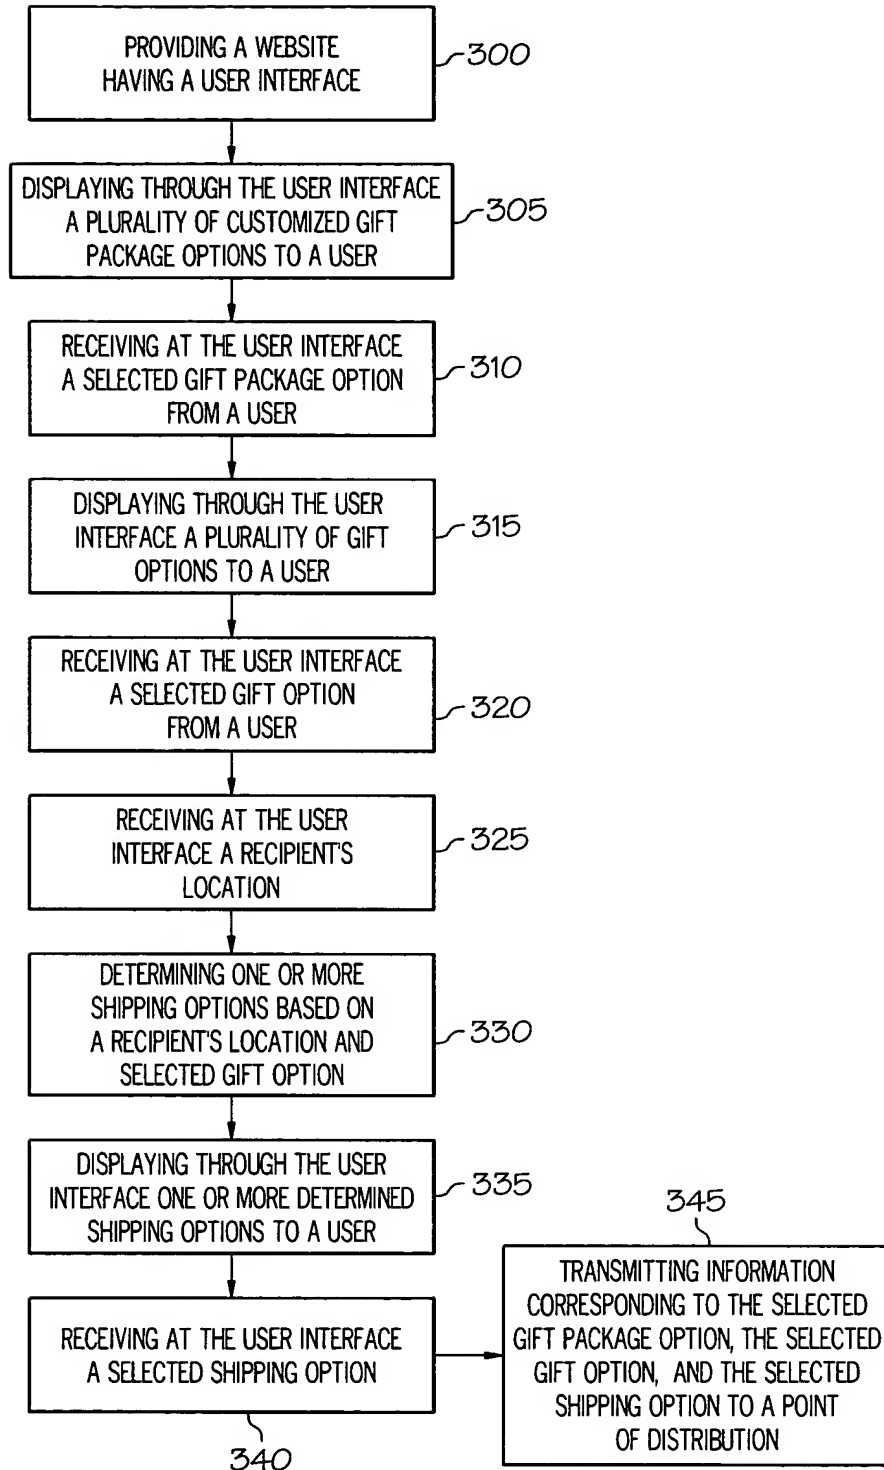 PROVIDING A WEBSITE
HAVING A USER INTERFACE
300
DISPLAYING THROUGH THE USER INTERFACE
A PLURALITY OF CUSTOMIZED GIFT
PACKAGE OPTIONS TO A USER
305
RECEIVING AT THE USER INTERFACE
A SELECTED GIFT PACKAGE OPTION
FROM A USER
310
DISPLAYING THROUGH THE USER
INTERFACE A PLURALITY OF GIFT
OPTIONS TO A USER
315
RECEIVING AT THE USER INTERFACE
A SELECTED GIFT OPTION
FROM A USER
320
RECEIVING AT THE USER
INTERFACE A RECIPIENT'S
LOCATION
325
DETERMINING ONE OR MORE
SHIPPING OPTIONS BASED ON
A RECIPIENT'S LOCATION AND
SELECTED GIFT OPTION
330
DISPLAYING THROUGH THE USER
INTERFACE ONE OR MORE DETERMINED
SHIPPING OPTIONS TO A USER
335
RECEIVING AT THE USER INTERFACE
A SELECTED SHIPPING OPTION
340
345
TRANSMITTING INFORMATION
CORRESPONDING TO THE SELECTED
GIFT PACKAGE OPTION, THE SELECTED
GIFT OPTION, AND THE SELECTED
SHIPPING OPTION TO A POINT
OF DISTRIBUTION